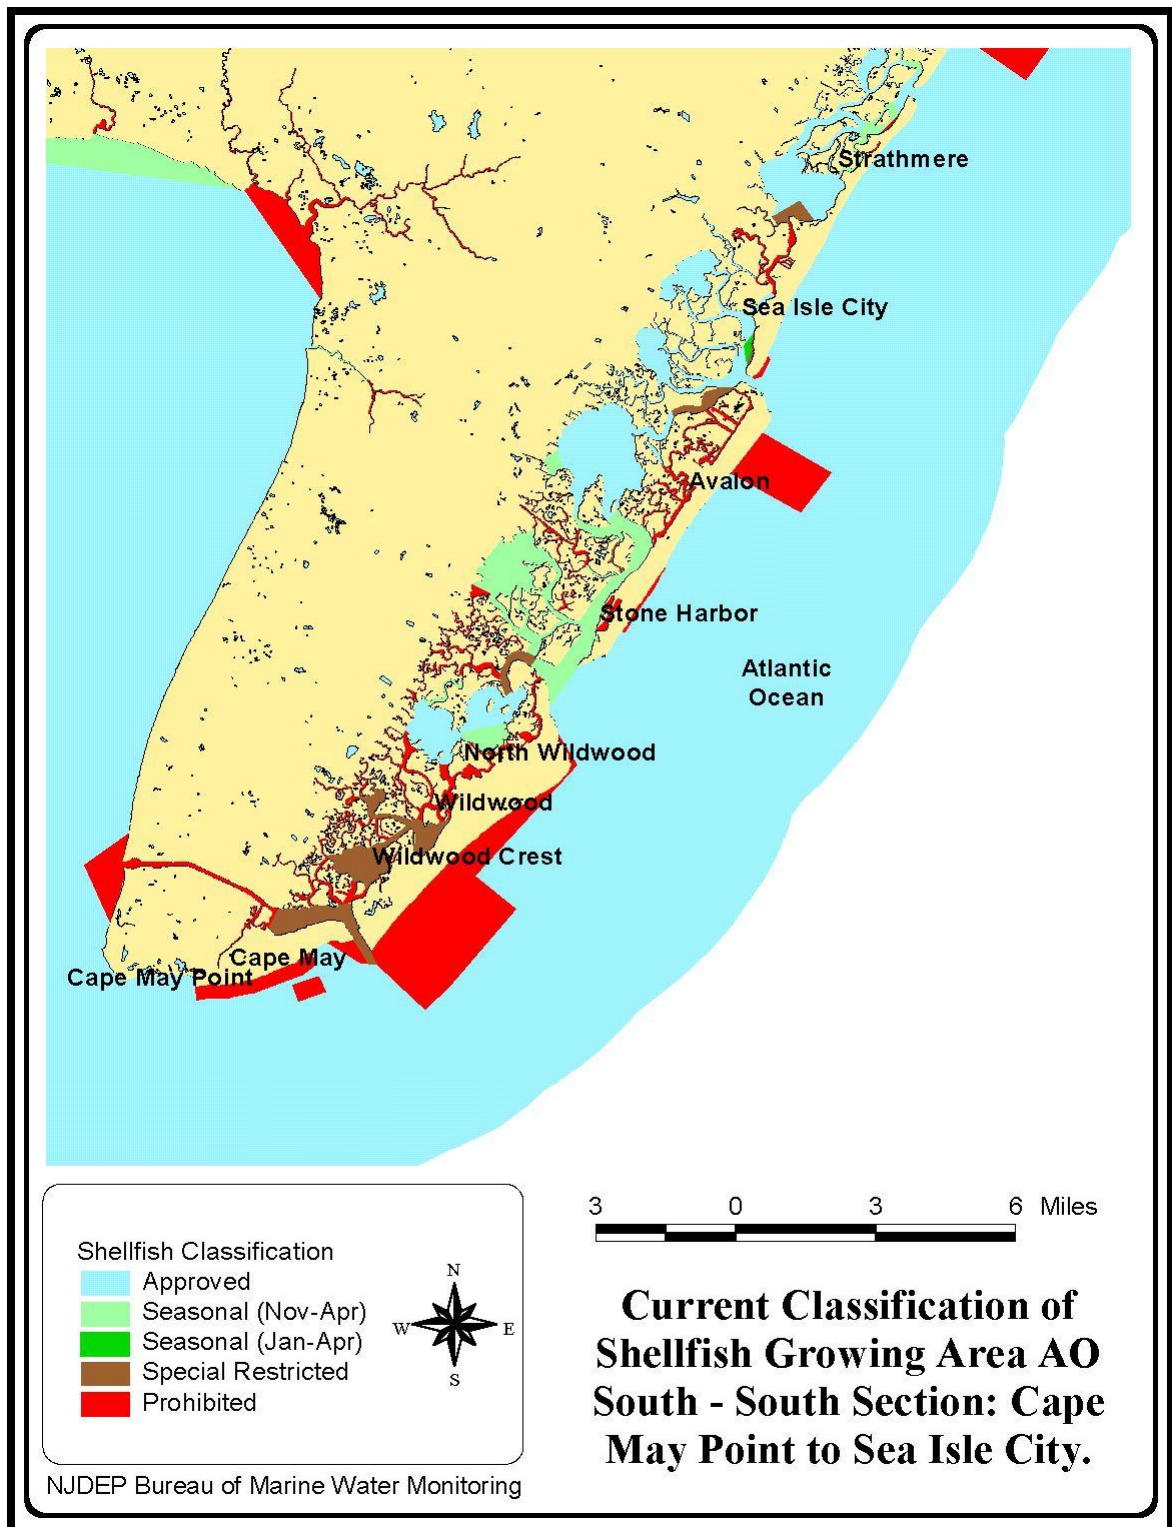 Strathmere
Sea Isle City
Avalon
Stone Harbor
Atlantic
Ocean
North Wildwood
Wildwood
Wildwood Crest
Cape May
Cape May Point
Shellfish Classification
Approved
Seasonal (Nov-Apr)
Seasonal (Jan-Apr)
Special Restricted
Prohibited
N
W E
S
3 0 3 6 Miles
Current Classification of
Shellfish Growing Area AO
South - South Section: Cape
May Point to Sea Isle City.
NJDEP Bureau of Marine Water Monitoring